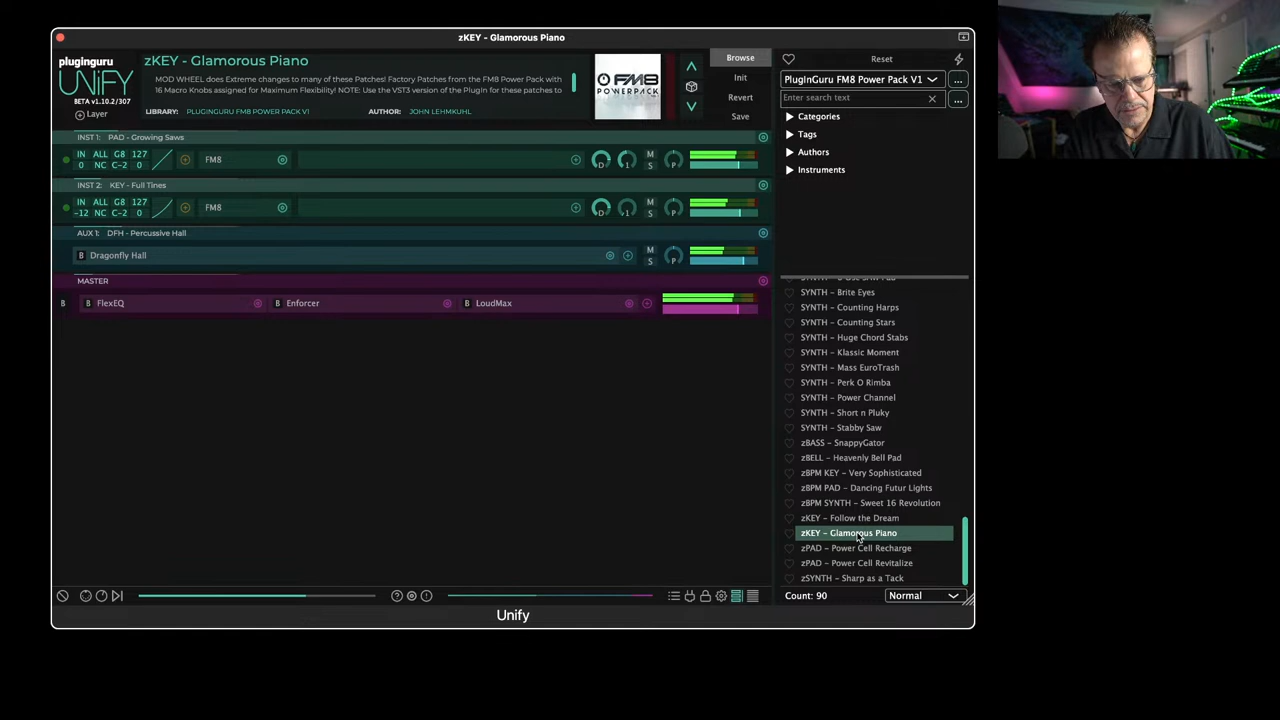 zKEY - Glamorous Piano
pluginguru
UNiFY
BETA v1.10.2/307
Layer
zKEY - Glamorous Piano
MOD WHEEL does Extreme changes to many of these Patches! Factory Patches from the FM8 Power Pack with
16 Macro Knobs assigned for Maximum Flexibility! NOTE: Use the VST3 version of the Plugin for these patches to
LIBRARY: PLUGINGURU FM8 POWER PACK V1
AUTHOR: JOHN LEHMKUHL
FM8
POWERPACK
Browse
Init
Revert
Save
INST 1: PAD - Growing Saws
IN ALL G8 127
0 NC C-2 0
FM8
D
1
M
S
P
INST 2: KEY - Full Tines
IN ALL G8 127
-12 NC C-2 0
FM8
D
1
M
S
P
AUX 1: DFH - Percussive Hall
B Dragonfly Hall
M
S
P
MASTER
B
B FlexEQ
B Enforcer
B LoudMax
Reset
PlugInGuru FM8 Power Pack V1
...
Enter search text
...
Categories
Tags
Authors
Instruments
SYNTH - Brite Eyes
SYNTH - Counting Harps
SYNTH - Counting Stars
SYNTH - Huge Chord Stabs
SYNTH - Klassic Moment
SYNTH - Mass EuroTrash
SYNTH - Perk O Rimba
SYNTH - Power Channel
SYNTH - Short n Pluky
SYNTH - Stabby Saw
zBASS - SnappyGator
zBELL - Heavenly Bell Pad
zBPM KEY - Very Sophisticated
zBPM PAD - Dancing Futur Lights
zBPM SYNTH - Sweet 16 Revolution
zKEY - Follow the Dream
zKEY - Glamorous Piano
zPAD - Power Cell Recharge
zPAD - Power Cell Revitalize
zSYNTH - Sharp as a Tack
Count: 90
Normal
Unify